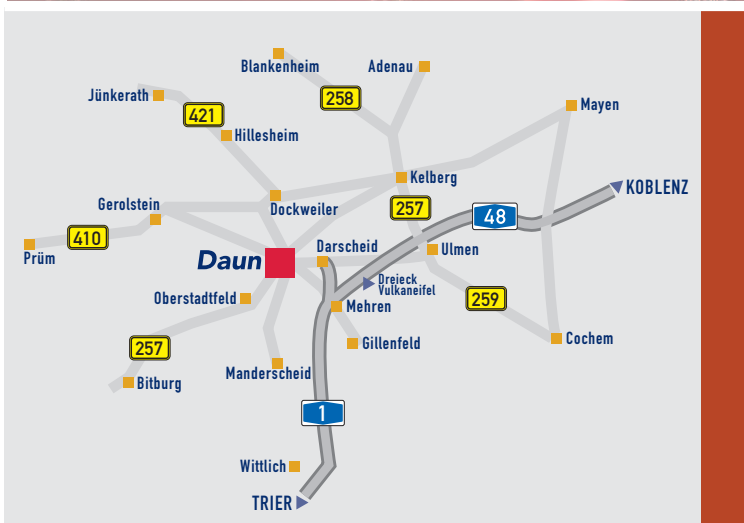 Blankenheim
Adenau
Jünkerath
258
Mayen
421
Hillesheim
Kelberg
KOBLENZ
Gerolstein
Dockweiler
257
48
410
Prüm
Daun
Darscheid
Ulmen
Dreieck
Vulkaneifel
Oberstadtfeld
Mehren
259
257
Gillenfeld
Cochem
Manderscheid
Bitburg
1
Wittlich
TRIER